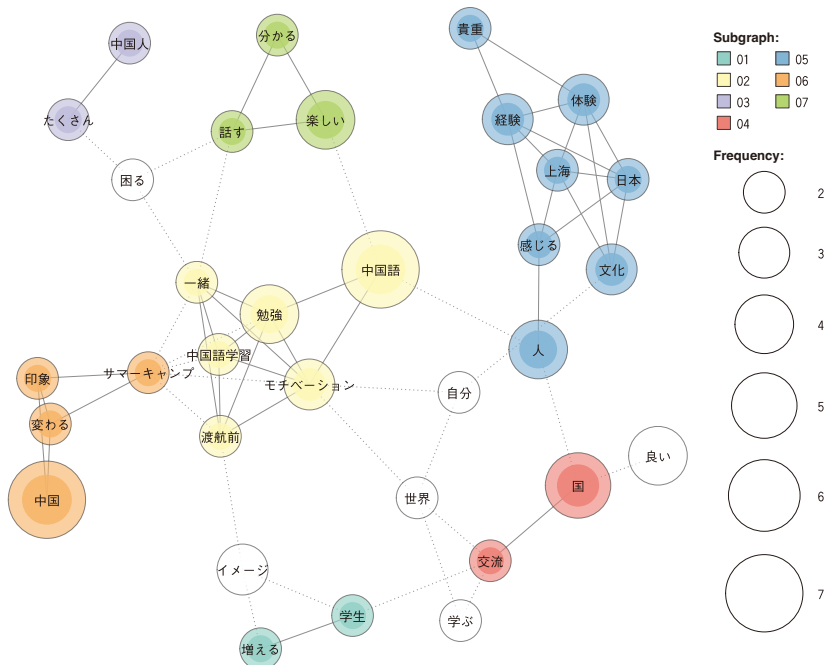 中国人
分かる
貴重
たくさん
話す
楽しい
経験
体験
困る
上海
日本
感じる
文化
一緒
中国語
勉強
中国語学習
サマーキャンプ
モチベーション
人
印象
変わる
自分
渡航前
中国
世界
国
良い
イメージ
交流
学生
学ぶ
増える
Subgraph:
01
05
02
06
03
07
04
Frequency:
2
3
4
5
6
7